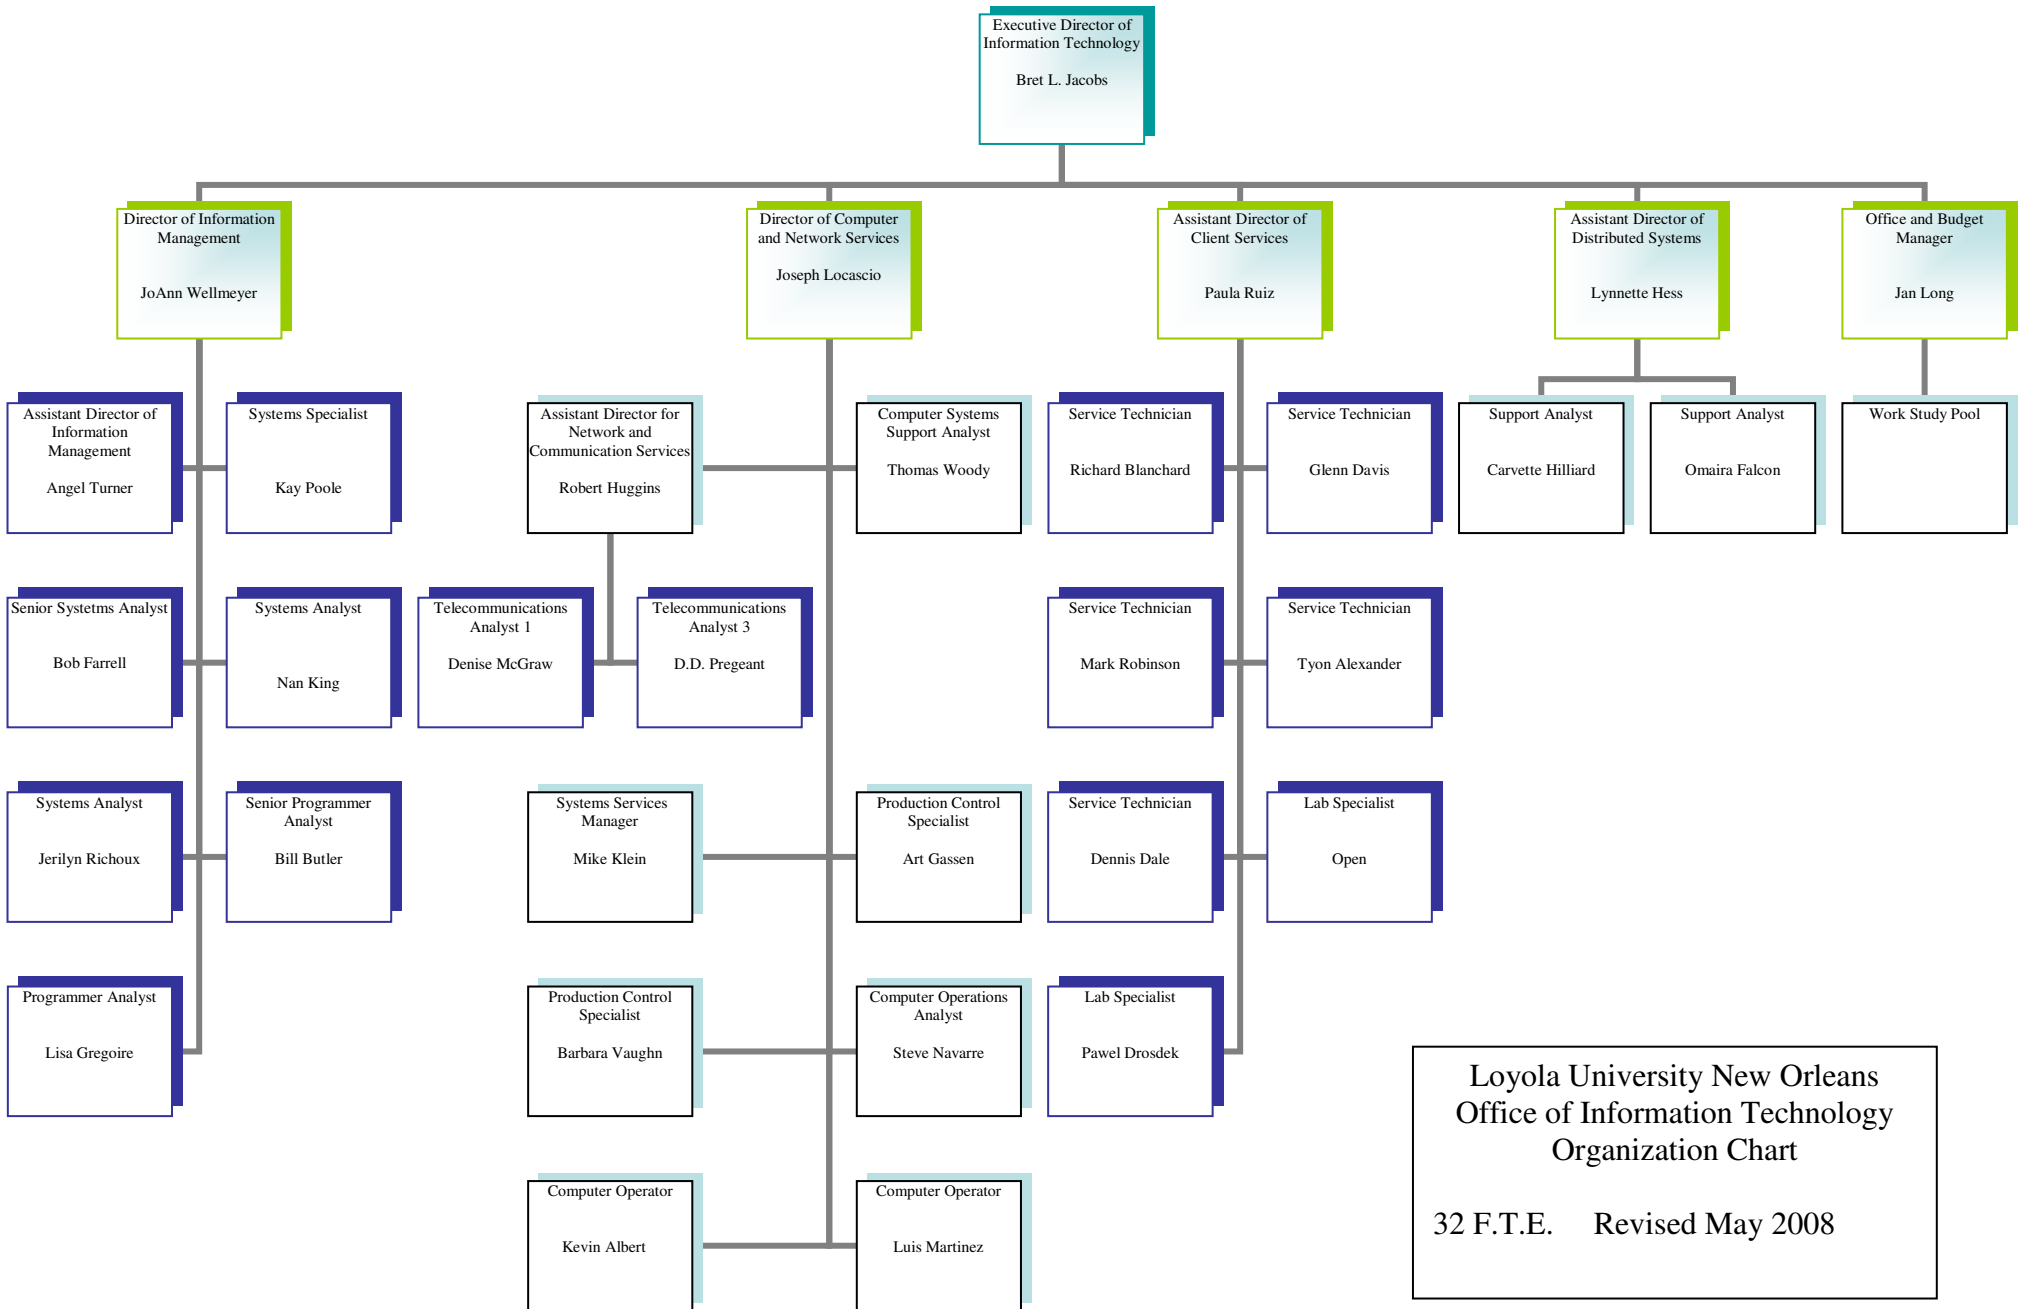 Executive Director of
Information Technology
Bret L. Jacobs
Director of Information
Management
JoAnn Wellmeyer
Director of Computer
and Network Services
Joseph Locascio
Assistant Director of
Client Services
Paula Ruiz
Assistant Director of
Distributed Systems
Lynnette Hess
Office and Budget
Manager
Jan Long
Assistant Director of
Information
Management
Angel Turner
Systems Specialist
Kay Poole
Assistant Director for
Network and
Communication Services
Robert Huggins
Computer Systems
Support Analyst
Thomas Woody
Service Technician
Richard Blanchard
Service Technician
Glenn Davis
Support Analyst
Carvette Hilliard
Support Analyst
Omaira Falcon
Work Study Pool
Senior Systetms Analyst
Bob Farrell
Systems Analyst
Nan King
Telecommunications
Analyst 1
Denise McGraw
Telecommunications
Analyst 3
D.D. Pregeant
Service Technician
Mark Robinson
Service Technician
Tyon Alexander
Systems Analyst
Jerilyn Richoux
Senior Programmer
Analyst
Bill Butler
Systems Services
Manager
Mike Klein
Production Control
Specialist
Art Gassen
Service Technician
Dennis Dale
Lab Specialist
Open
Programmer Analyst
Lisa Gregoire
Production Control
Specialist
Barbara Vaughn
Computer Operations
Analyst
Steve Navarre
Lab Specialist
Pawel Drosdek
Computer Operator
Kevin Albert
Computer Operator
Luis Martinez
Loyola University New Orleans
Office of Information Technology
Organization Chart
32 F.T.E. Revised May 2008